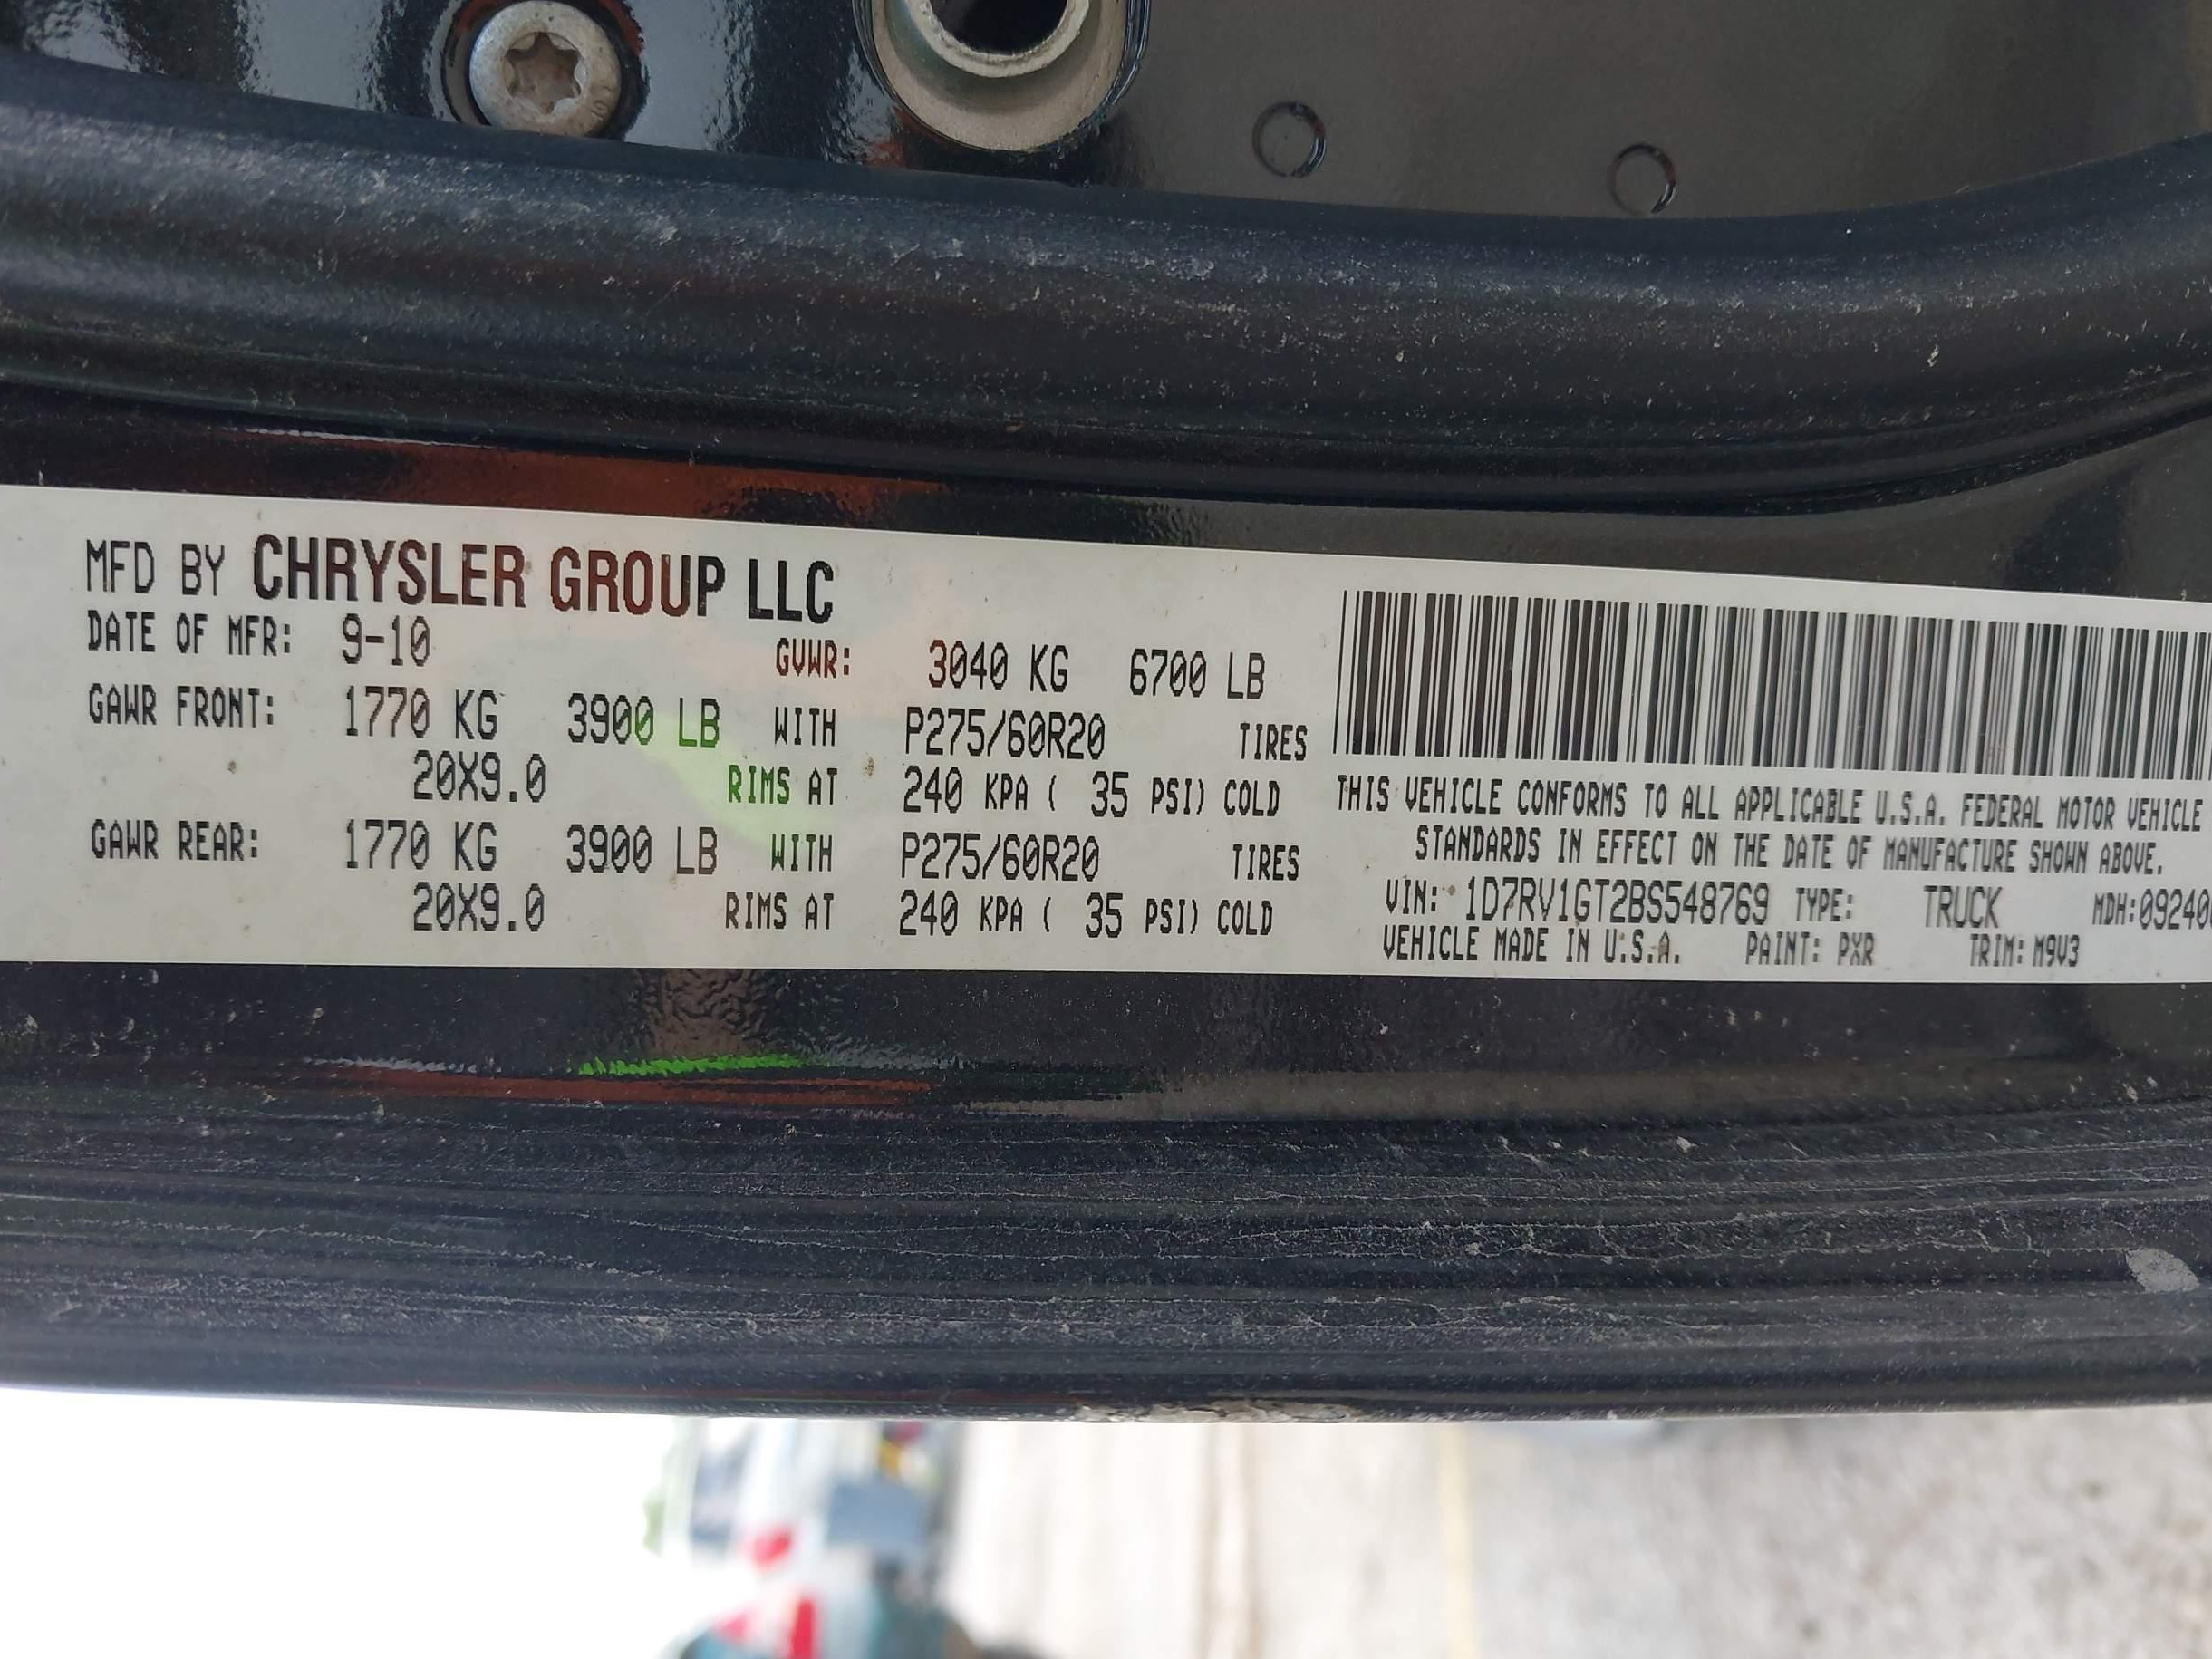 MFD BY CHRYSLER GROUP LLC
DATE OF MFR: 9-10 GVWR: 3040 KG 6700 LB
GAWR FRONT: 1770 KG 3900 LB WITH P275/60R20 TIRES
20X9.0 RIMS AT 240 KPA ( 35 PSI) COLD
GAWR REAR: 1770 KG 3900 LB WITH P275/60R20 TIRES
20X9.0 RIMS AT 240 KPA ( 35 PSI) COLD
THIS VEHICLE CONFORMS TO ALL APPLICABLE U.S.A. FEDERAL MOTOR VEHICLE
STANDARDS IN EFFECT ON THE DATE OF MANUFACTURE SHOWN ABOVE.
VIN: 1D7RV1GT2BS548769 TYPE: TRUCK MDH:09240
VEHICLE MADE IN U.S.A. PAINT: PXR TRIM: M9V3